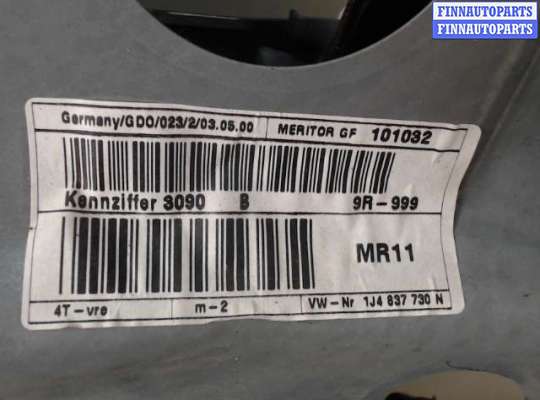 FINNAUTOPARTS
FINNAUTOPARTS
Germany/GDO/023/2/03.05.00 MERITOR GF 101032
Kennziffer 3090 B 9R-999
MR11
4T-vre m-2 VW-Nr 1J4 837 730 N